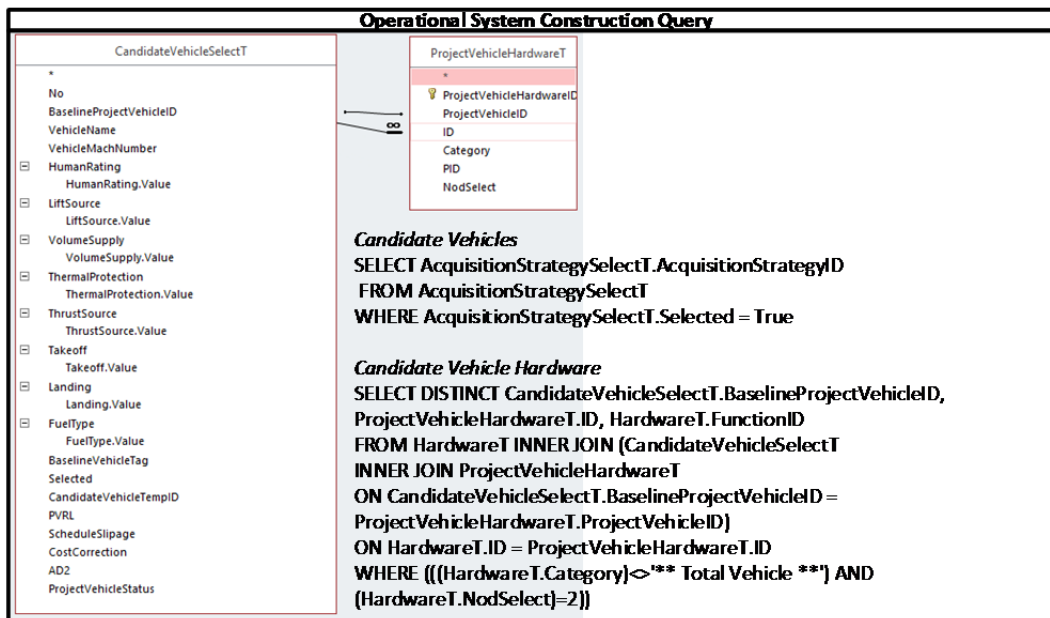 Operational System Construction Query
CandidateVehicleSelectT
*
No
BaselineProjectVehicleID
VehicleName
VehicleMachNumber
HumanRating
HumanRating.Value
LiftSource
LiftSource.Value
VolumeSupply
VolumeSupply.Value
ThermalProtection
ThermalProtection.Value
ThrustSource
ThrustSource.Value
Takeoff
Takeoff.Value
Landing
Landing.Value
FuelType
FuelType.Value
BaselineVehicleTag
Selected
CandidateVehicleTempID
PVRL
ScheduleSlipage
CostCorrection
AD2
ProjectVehicleStatus
∞
ProjectVehicleHardwareT
*
ProjectVehicleHardwareID
ProjectVehicleID
ID
Category
PID
NodSelect
Candidate Vehicles
SELECT AcquisitionStrategySelectT.AcquisitionStrategyID
FROM AcquisitionStrategySelectT
WHERE AcquisitionStrategySelectT.Selected = True
Candidate Vehicle Hardware
SELECT DISTINCT CandidateVehicleSelectT.BaselineProjectVehicleID,
ProjectVehicleHardwareT.ID, HardwareT.FunctionID
FROM HardwareT INNER JOIN (CandidateVehicleSelectT
INNER JOIN ProjectVehicleHardwareT
ON CandidateVehicleSelectT.BaselineProjectVehicleID =
ProjectVehicleHardwareT.ProjectVehicleID)
ON HardwareT.ID = ProjectVehicleHardwareT.ID
WHERE (((HardwareT.Category)<>'** Total Vehicle **') AND
(HardwareT.NodSelect)=2))